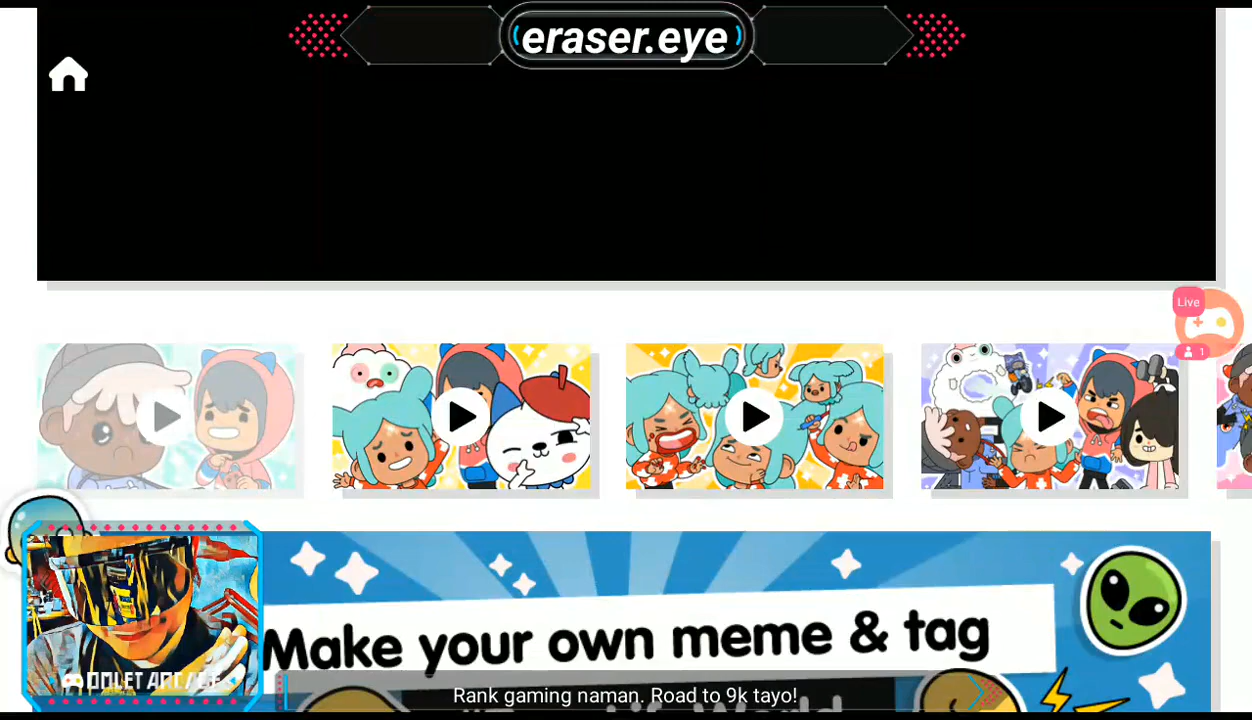 eraser.eye
Live
1
Make your own meme & tag
Rank gaming naman. Road to 9k tayo!